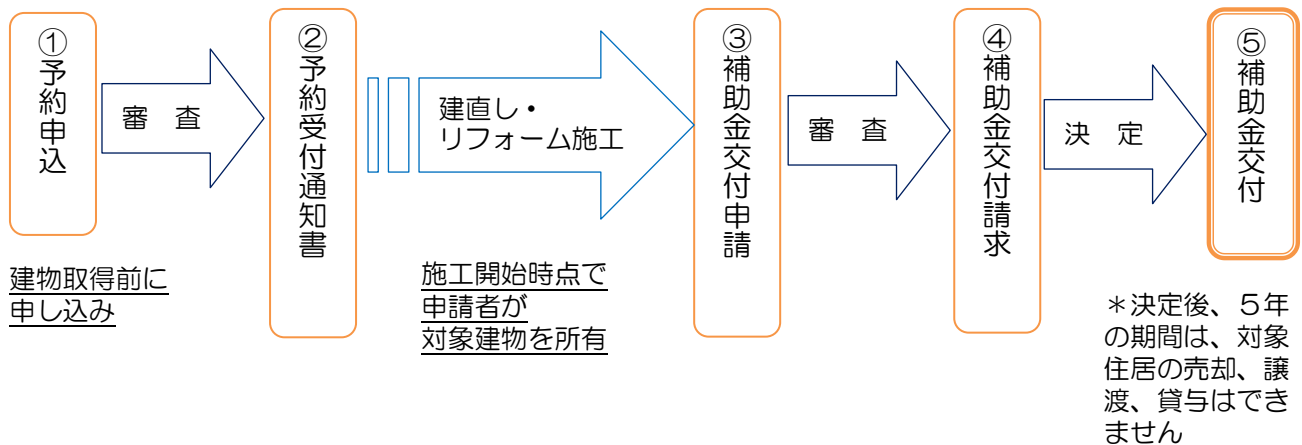 ①予約申込
審　査
②予約受付通知書
建直し・
リフォーム施工
③補助金交付申請
審　査
④補助金交付請求
決　定
⑤補助金交付
建物取得前に
申し込み
施工開始時点で
申請者が
対象建物を所有
＊決定後、５年
の期間は、対象
住居の売却、譲
渡、貸与はでき
ません